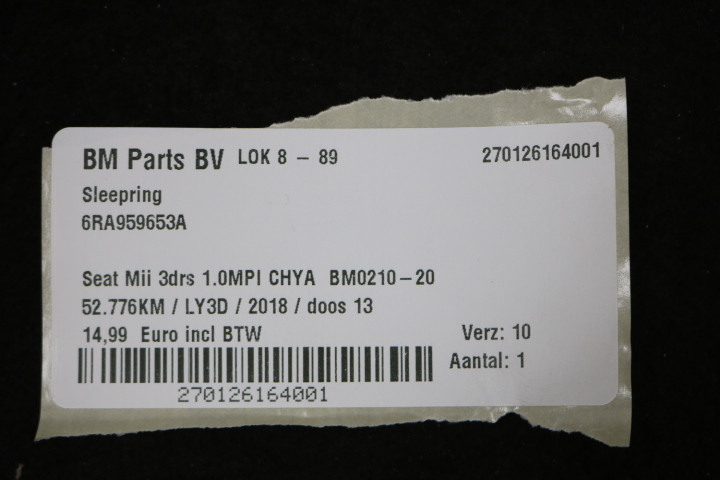 BM Parts BV LOK 8 - 89 270126164001
Sleepring
6RA959653A
Seat Mii 3drs 1.0MPI CHYA BM0210-20
52.776KM / LY3D / 2018 / doos 13
14,99 Euro incl BTW Verz: 10
Aantal: 1
270126164001